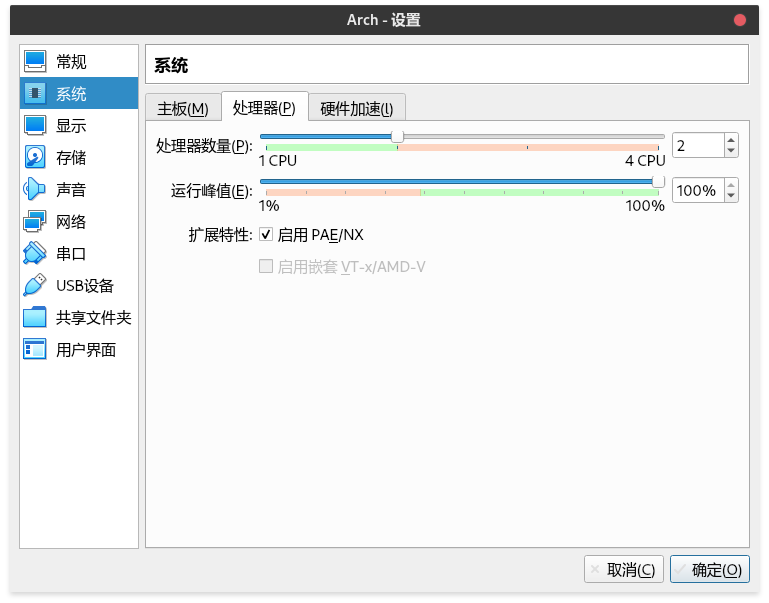 Arch - 设置
常规
系统
显示
存储
声音
网络
串口
USB设备
共享文件夹
用户界面
系统
主板(M) 处理器(P) 硬件加速(l)
处理器数量(P): 2
1 CPU 4 CPU
运行峰值(E): 100%
1% 100%
扩展特性: 启用 PAE/NX
启用嵌套 VT-x/AMD-V
取消(C) 确定(O)